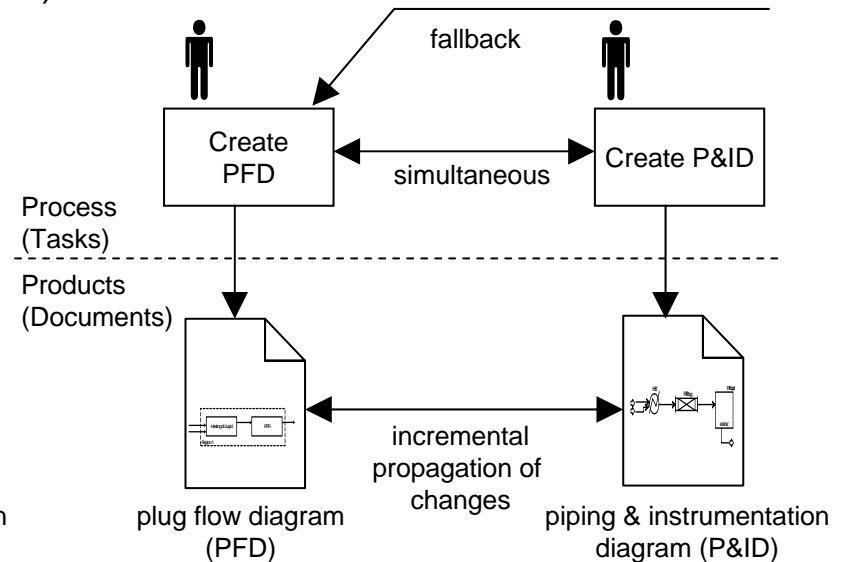 fallback
Create
PFD
simultaneous
Create P&ID
Process
(Tasks)
Products
(Documents)
PFR
incremental
propagation of
changes
plug flow diagram
(PFD)
piping & instrumentation
diagram (P&ID)